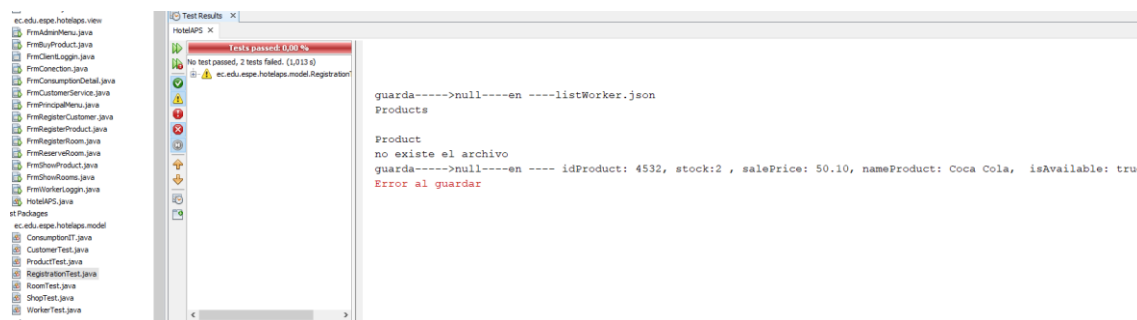 ec.edu.espe.hotelaps.view
FrmAdminMenu.java
FrmBuyProduct.java
FrmClientLoggin.java
FrmConection.java
FrmConsumptionDetail.java
FrmCustomerService.java
FrmPrincipalMenu.java
FrmRegisterCustomer.java
FrmRegisterProduct.java
FrmRegisterRoom.java
FrmReserveRoom.java
FrmShowProduct.java
FrmShowRooms.java
FrmWorkerLoggin.java
HotelAPS.java
st Packages
ec.edu.espe.hotelaps.model
ConsumptionIT.java
CustomerTest.java
ProductTest.java
RegistrationTest.java
RoomTest.java
ShopTest.java
WorkerTest.java
Test Results
HotelAPS
Tests passed: 0,00 %
No test passed, 2 tests failed. (1,013 s)
ec.edu.espe.hotelaps.model.Registration
guarda----->null----en ----listWorker.json
Products
Product
no existe el archivo
guarda----->null----en ---- idProduct: 4532, stock:2 , salePrice: 50.10, nameProduct: Coca Cola, isAvailable: tru
Error al guardar